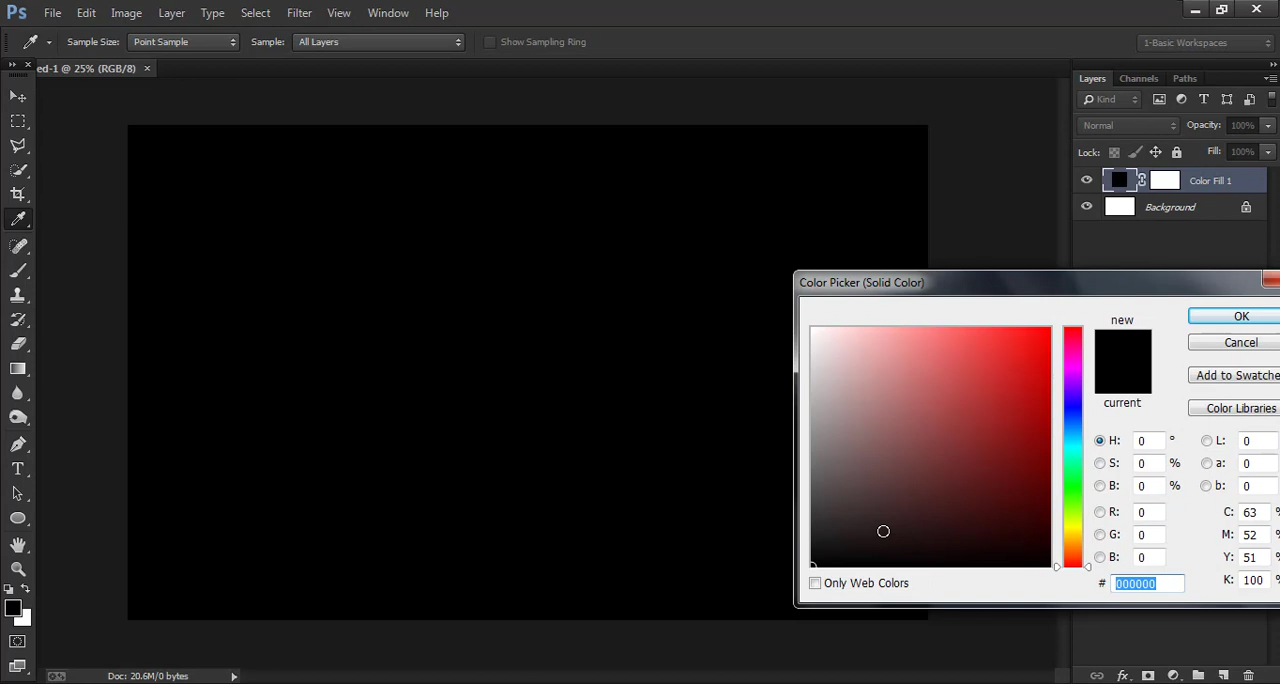 Ps File Edit Image Layer Type Select Filter View Window Help
Sample Size: Point Sample Sample: All Layers Show Sampling Ring 1-Basic Workspaces
ed-1 @ 25% (RGB/8) ×
Layers Channels Paths
Kind
Normal Opacity: 100%
Lock: Fill: 100%
Color Fill 1
Background
Color Picker (Solid Color)
new
current
OK
Cancel
Add to Swatche
Color Libraries
H: 0 ° L: 0
S: 0 % a: 0
B: 0 % b: 0
R: 0 C: 63 %
G: 0 M: 52 %
B: 0 Y: 51 %
# 000000 K: 100 %
Only Web Colors
Doc: 20.6M/0 bytes